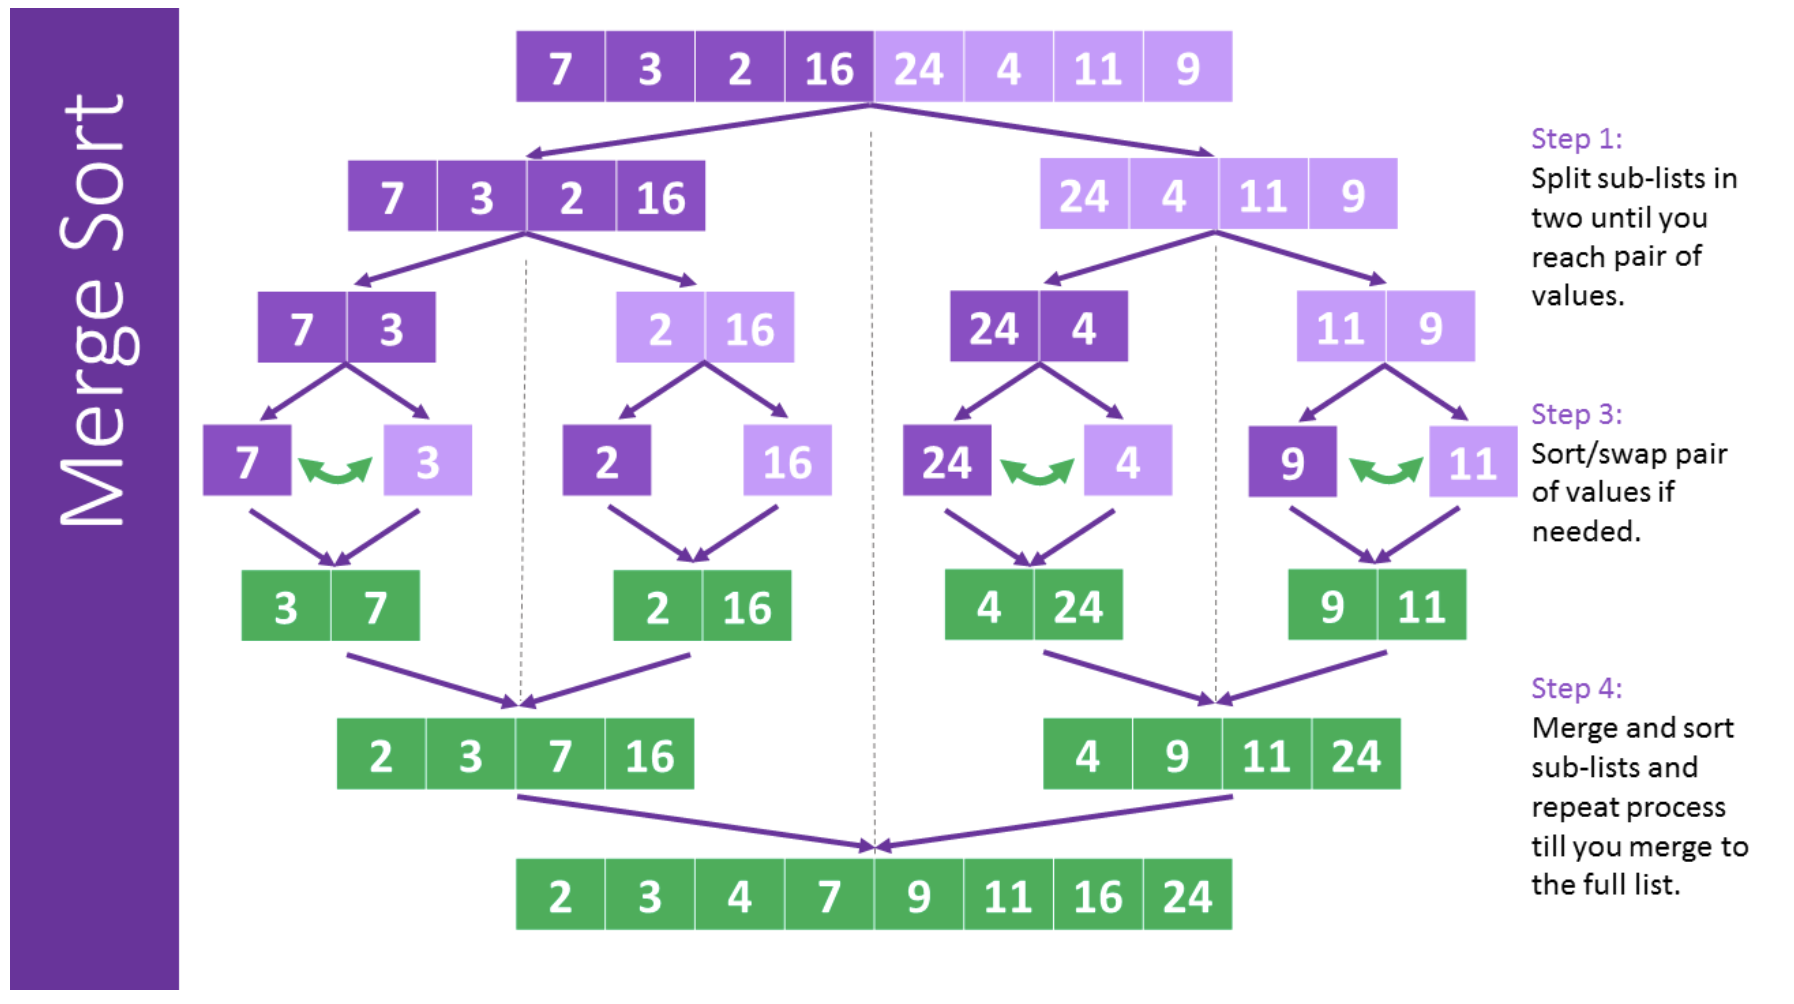 Merge Sort
7 3 2 16 24 4 11 9
7 3 2 16
24 4 11 9
7 3
2 16
24 4
11 9
7 3
2 16
24 4
9 11
3 7
2 16
4 24
9 11
2 3 7 16
4 9 11 24
2 3 4 7 9 11 16 24
Step 1:
Split sub-lists in
two until you
reach pair of
values.
Step 3:
Sort/swap pair
of values if
needed.
Step 4:
Merge and sort
sub-lists and
repeat process
till you merge to
the full list.